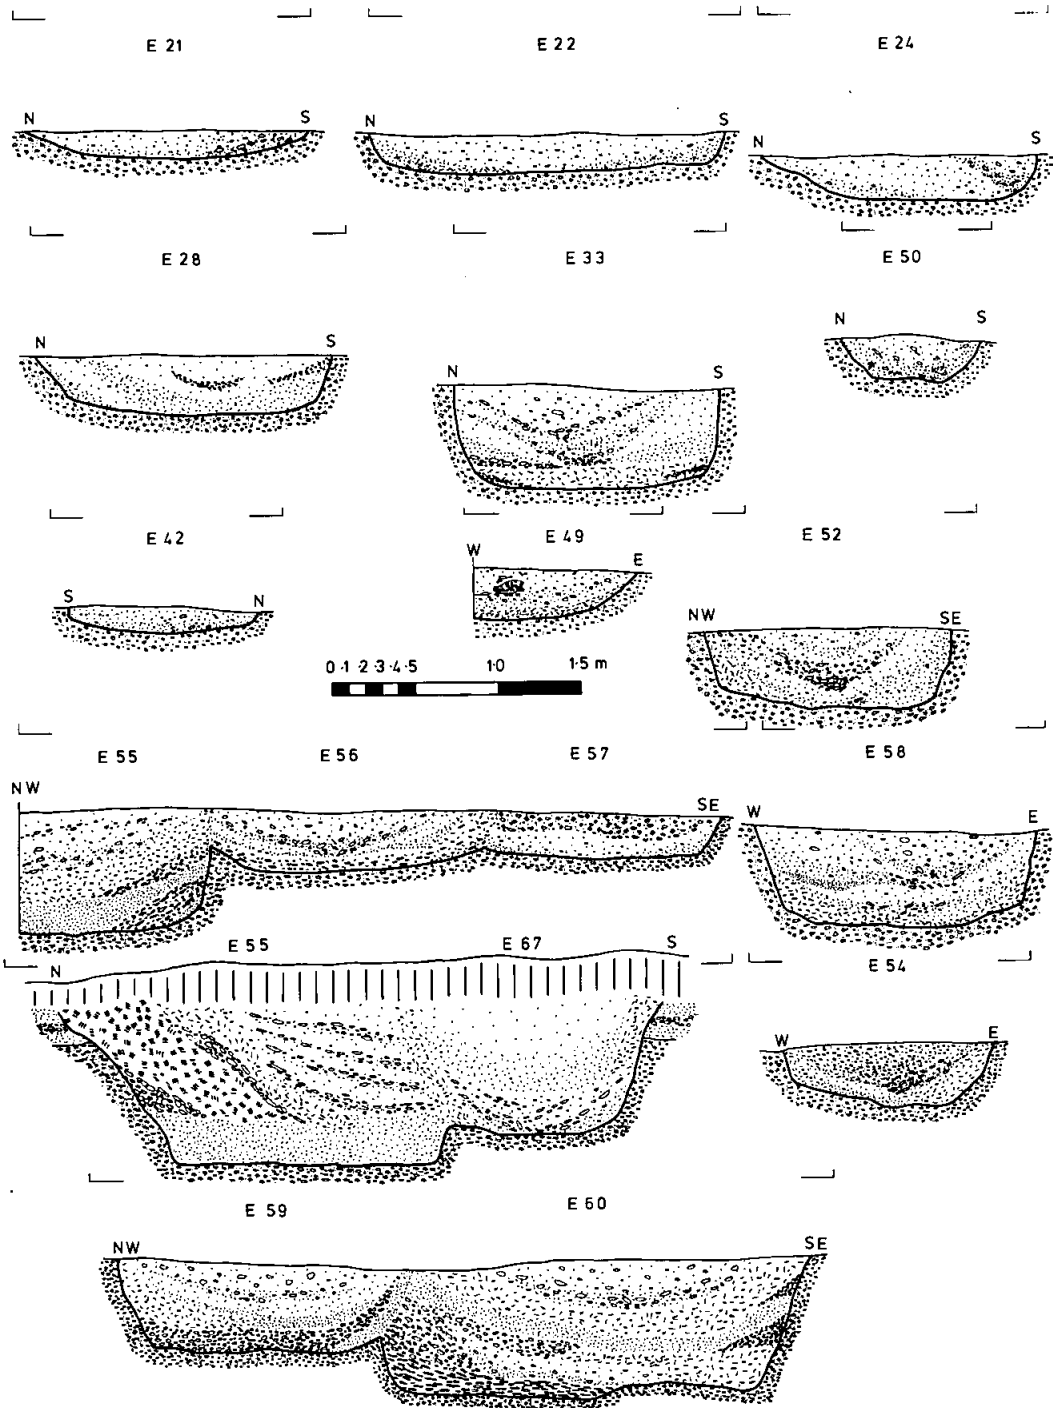 E 21 E 22 E 24
N S N S N S
E 28 E 33 E 50
N S N S N S
E 42 E 49 E 52
S N W E NW SE
0 ·1 ·2 ·3 ·4 ·5 1·0 1·5 m
E 55 E 56 E 57 E 58
NW SE W E
E 55 E 67 E 54
N S W E
E 59 E 60
NW SE